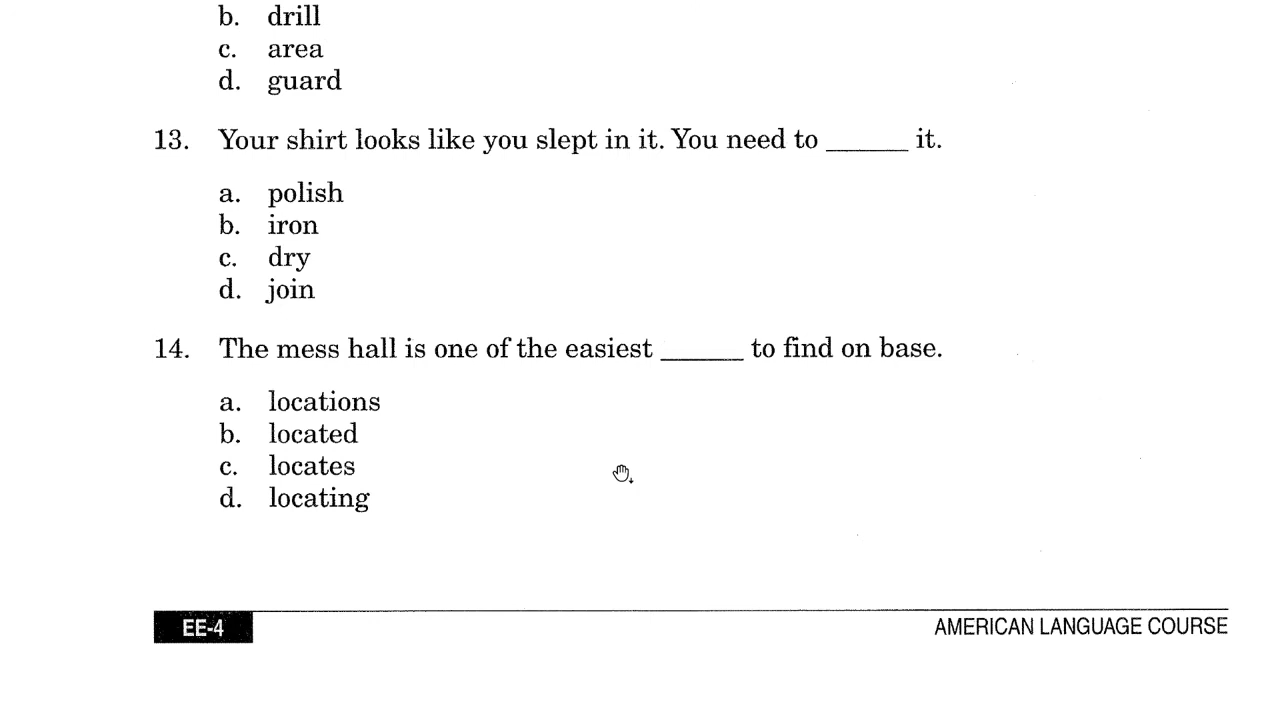 b. drill
c. area
d. guard
13. Your shirt looks like you slept in it. You need to ______ it.
a. polish
b. iron
c. dry
d. join
14. The mess hall is one of the easiest ______ to find on base.
a. locations
b. located
c. locates
d. locating
EE-4 AMERICAN LANGUAGE COURSE